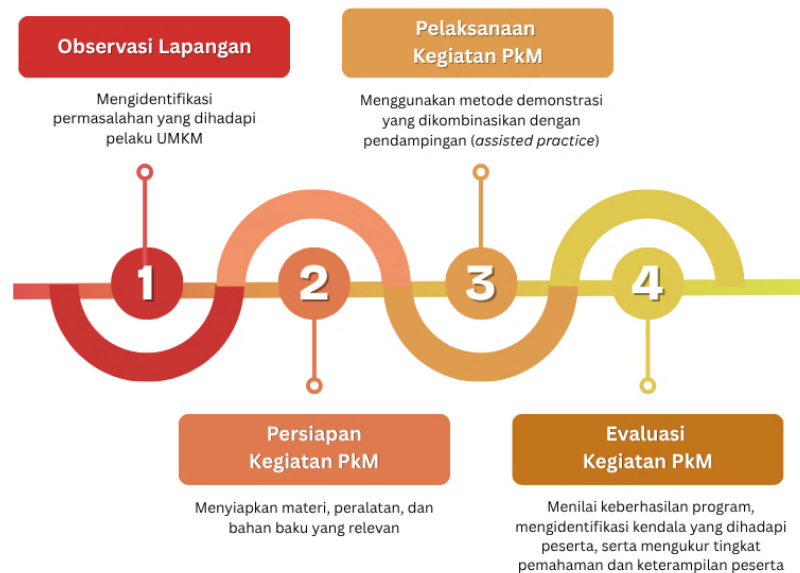 Observasi Lapangan
Mengidentifikasi
permasalahan yang dihadapi
pelaku UMKM
1
Persiapan
Kegiatan PkM
Menyiapkan materi, peralatan, dan
bahan baku yang relevan
2
Pelaksanaan
Kegiatan PkM
Menggunakan metode demonstrasi
yang dikombinasikan dengan
pendampingan (assisted practice)
3
Evaluasi
Kegiatan PkM
Menilai keberhasilan program,
mengidentifikasi kendala yang dihadapi
peserta, serta mengukur tingkat
pemahaman dan keterampilan peserta
4